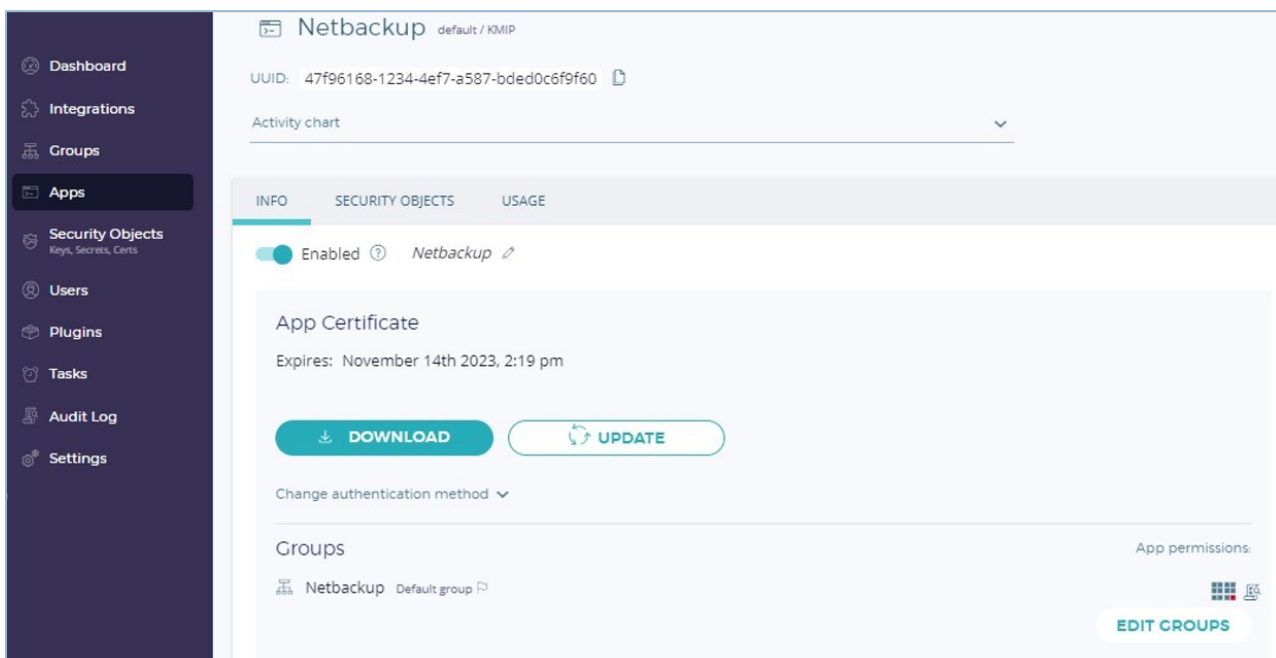 Netbackup default / KMIP
UUID: 47f96168-1234-4ef7-a587-bded0c6f9f60
Activity chart
Dashboard
Integrations
Groups
Apps
Security Objects
Keys, Secrets, Certs
Users
Plugins
Tasks
Audit Log
Settings
INFO SECURITY OBJECTS USAGE
Enabled ? Netbackup
App Certificate
Expires: November 14th 2023, 2:19 pm
DOWNLOAD UPDATE
Change authentication method
Groups App permissions:
Netbackup Default group
EDIT GROUPS